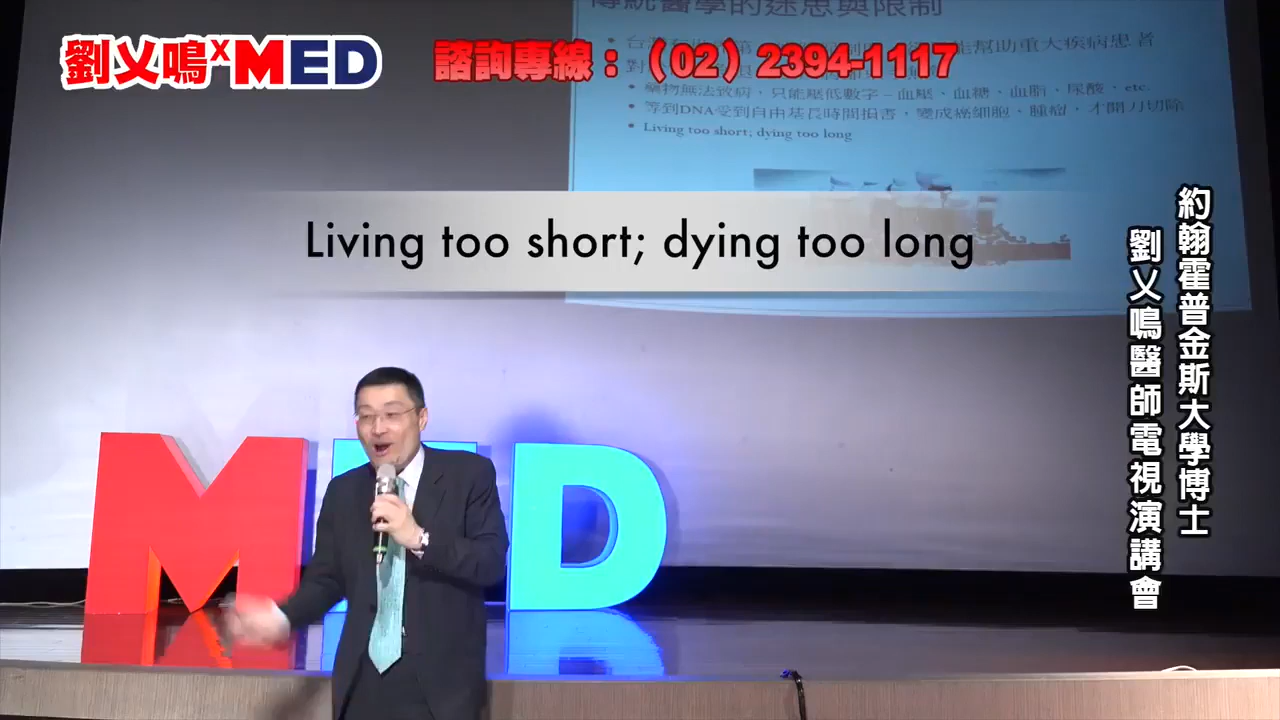 劉乂鳴XMED
諮詢專線：（02）2394-1117
傳統醫學的迷思與限制
能幫助重大疾病患者
對
藥物無法致病，只能壓低數字－血壓、血糖、血脂、尿酸、etc.
等到DNA受到自由基長時間損害，變成癌細胞、腫瘤，才開刀切除
Living too short; dying too long
Living too short; dying too long
約翰霍普金斯大學博士
劉乂鳴醫師電視演講會
MED